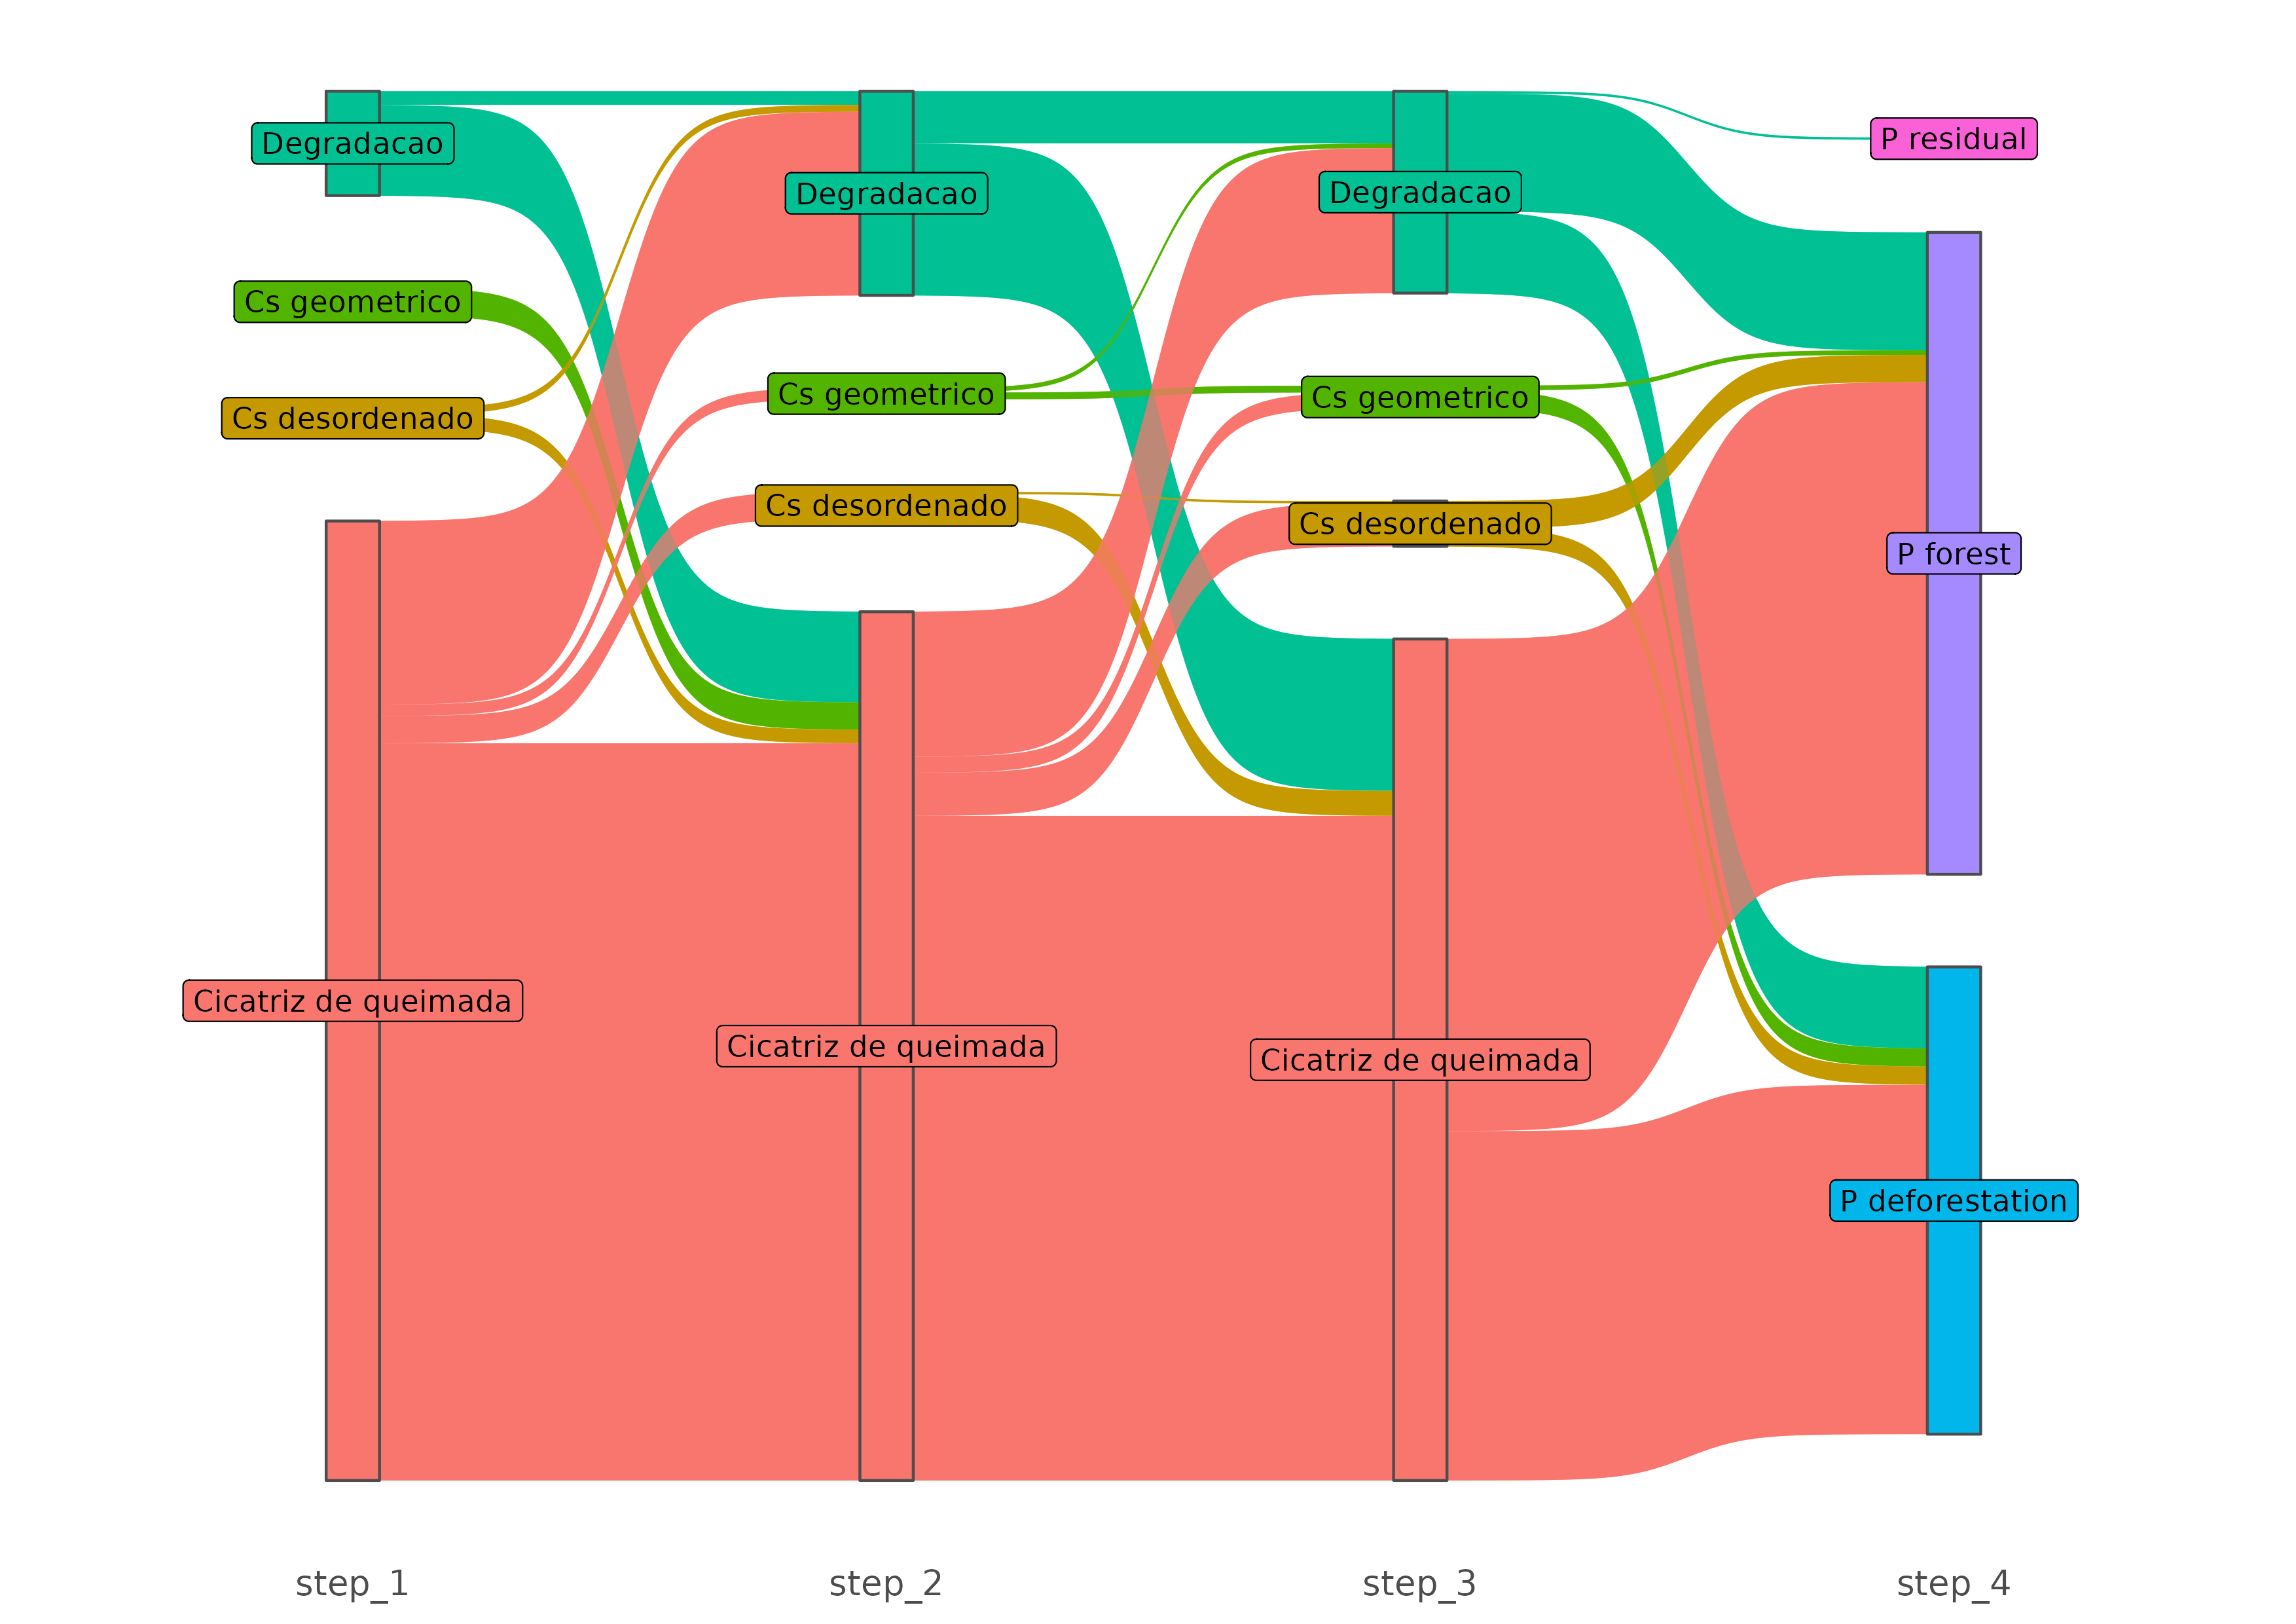 Degradacao
Cs geometrico
Cs desordenado
Cicatriz de queimada
Degradacao
Cs geometrico
Cs desordenado
Cicatriz de queimada
Degradacao
Cs geometrico
Cs desordenado
Cicatriz de queimada
P residual
P forest
P deforestation
step_1
step_2
step_3
step_4